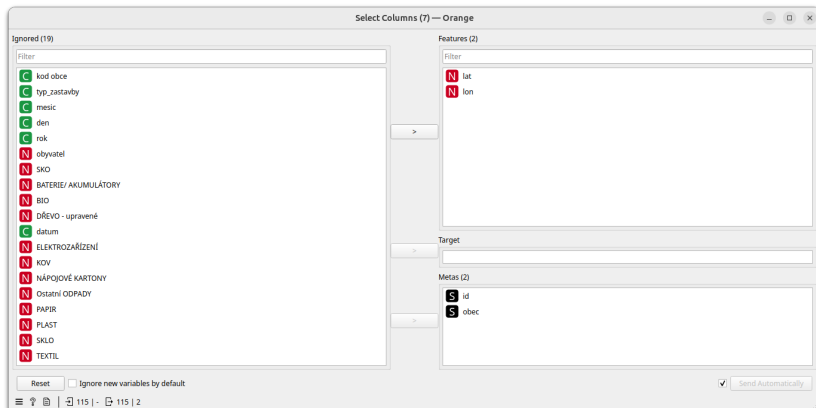 Select Columns (7) — Orange
Ignored (19)
Filter
C kod obce
C typ_zastavby
C mesic
C den
C rok
N obyvatel
N SKO
N BATERIE/ AKUMULÁTORY
N BIO
N DŘEVO - upravené
C datum
N ELEKTROZAŘÍZENÍ
N KOV
N NÁPOJOVÉ KARTONY
N Ostatní ODPADY
N PAPIR
N PLAST
N SKLO
N TEXTIL
>
>
>
Features (2)
Filter
N lat
N lon
Target
Metas (2)
S id
S obec
Reset
Ignore new variables by default
Send Automatically
115 | - 115 | 2